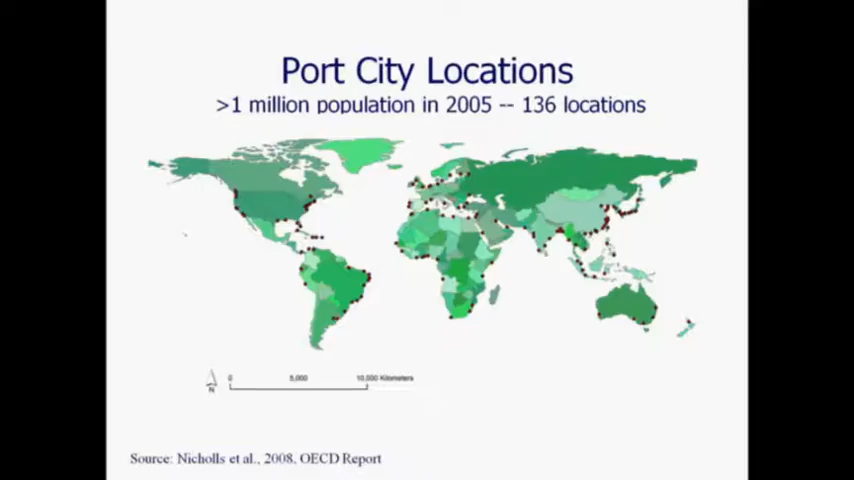 Port City Locations
>1 million population in 2005 -- 136 locations
N
0 5,000 10,000 Kilometers
Source: Nicholls et al., 2008, OECD Report